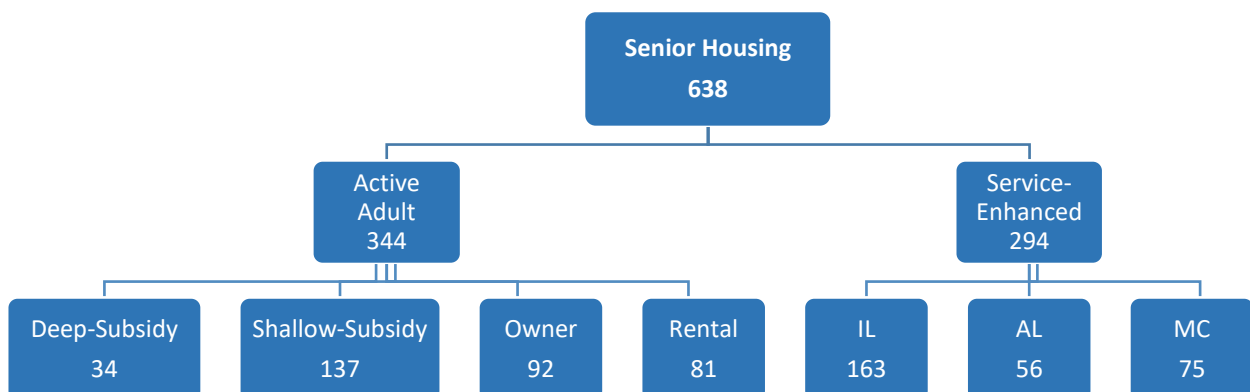 Senior Housing
638
Active
Adult
344
Service-
Enhanced
294
Deep-Subsidy
34
Shallow-Subsidy
137
Owner
92
Rental
81
IL
163
AL
56
MC
75